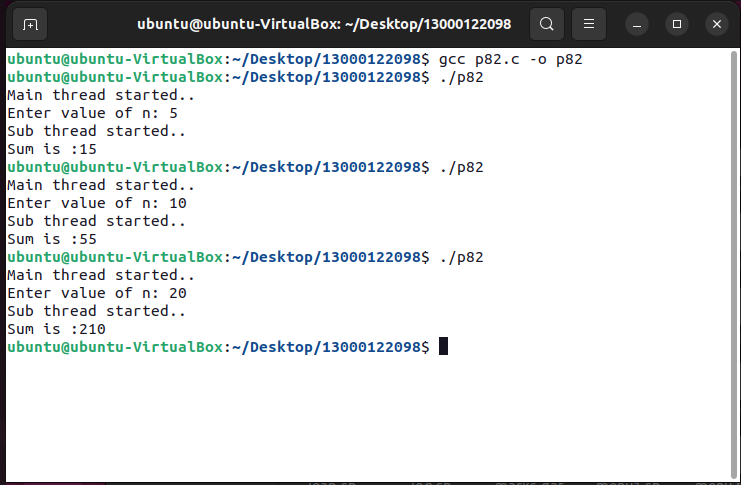 ubuntu@ubuntu-VirtualBox: ~/Desktop/13000122098
ubuntu@ubuntu-VirtualBox:~/Desktop/13000122098$ gcc p82.c -o p82
ubuntu@ubuntu-VirtualBox:~/Desktop/13000122098$ ./p82
Main thread started..
Enter value of n: 5
Sub thread started..
Sum is :15
ubuntu@ubuntu-VirtualBox:~/Desktop/13000122098$ ./p82
Main thread started..
Enter value of n: 10
Sub thread started..
Sum is :55
ubuntu@ubuntu-VirtualBox:~/Desktop/13000122098$ ./p82
Main thread started..
Enter value of n: 20
Sub thread started..
Sum is :210
ubuntu@ubuntu-VirtualBox:~/Desktop/13000122098$